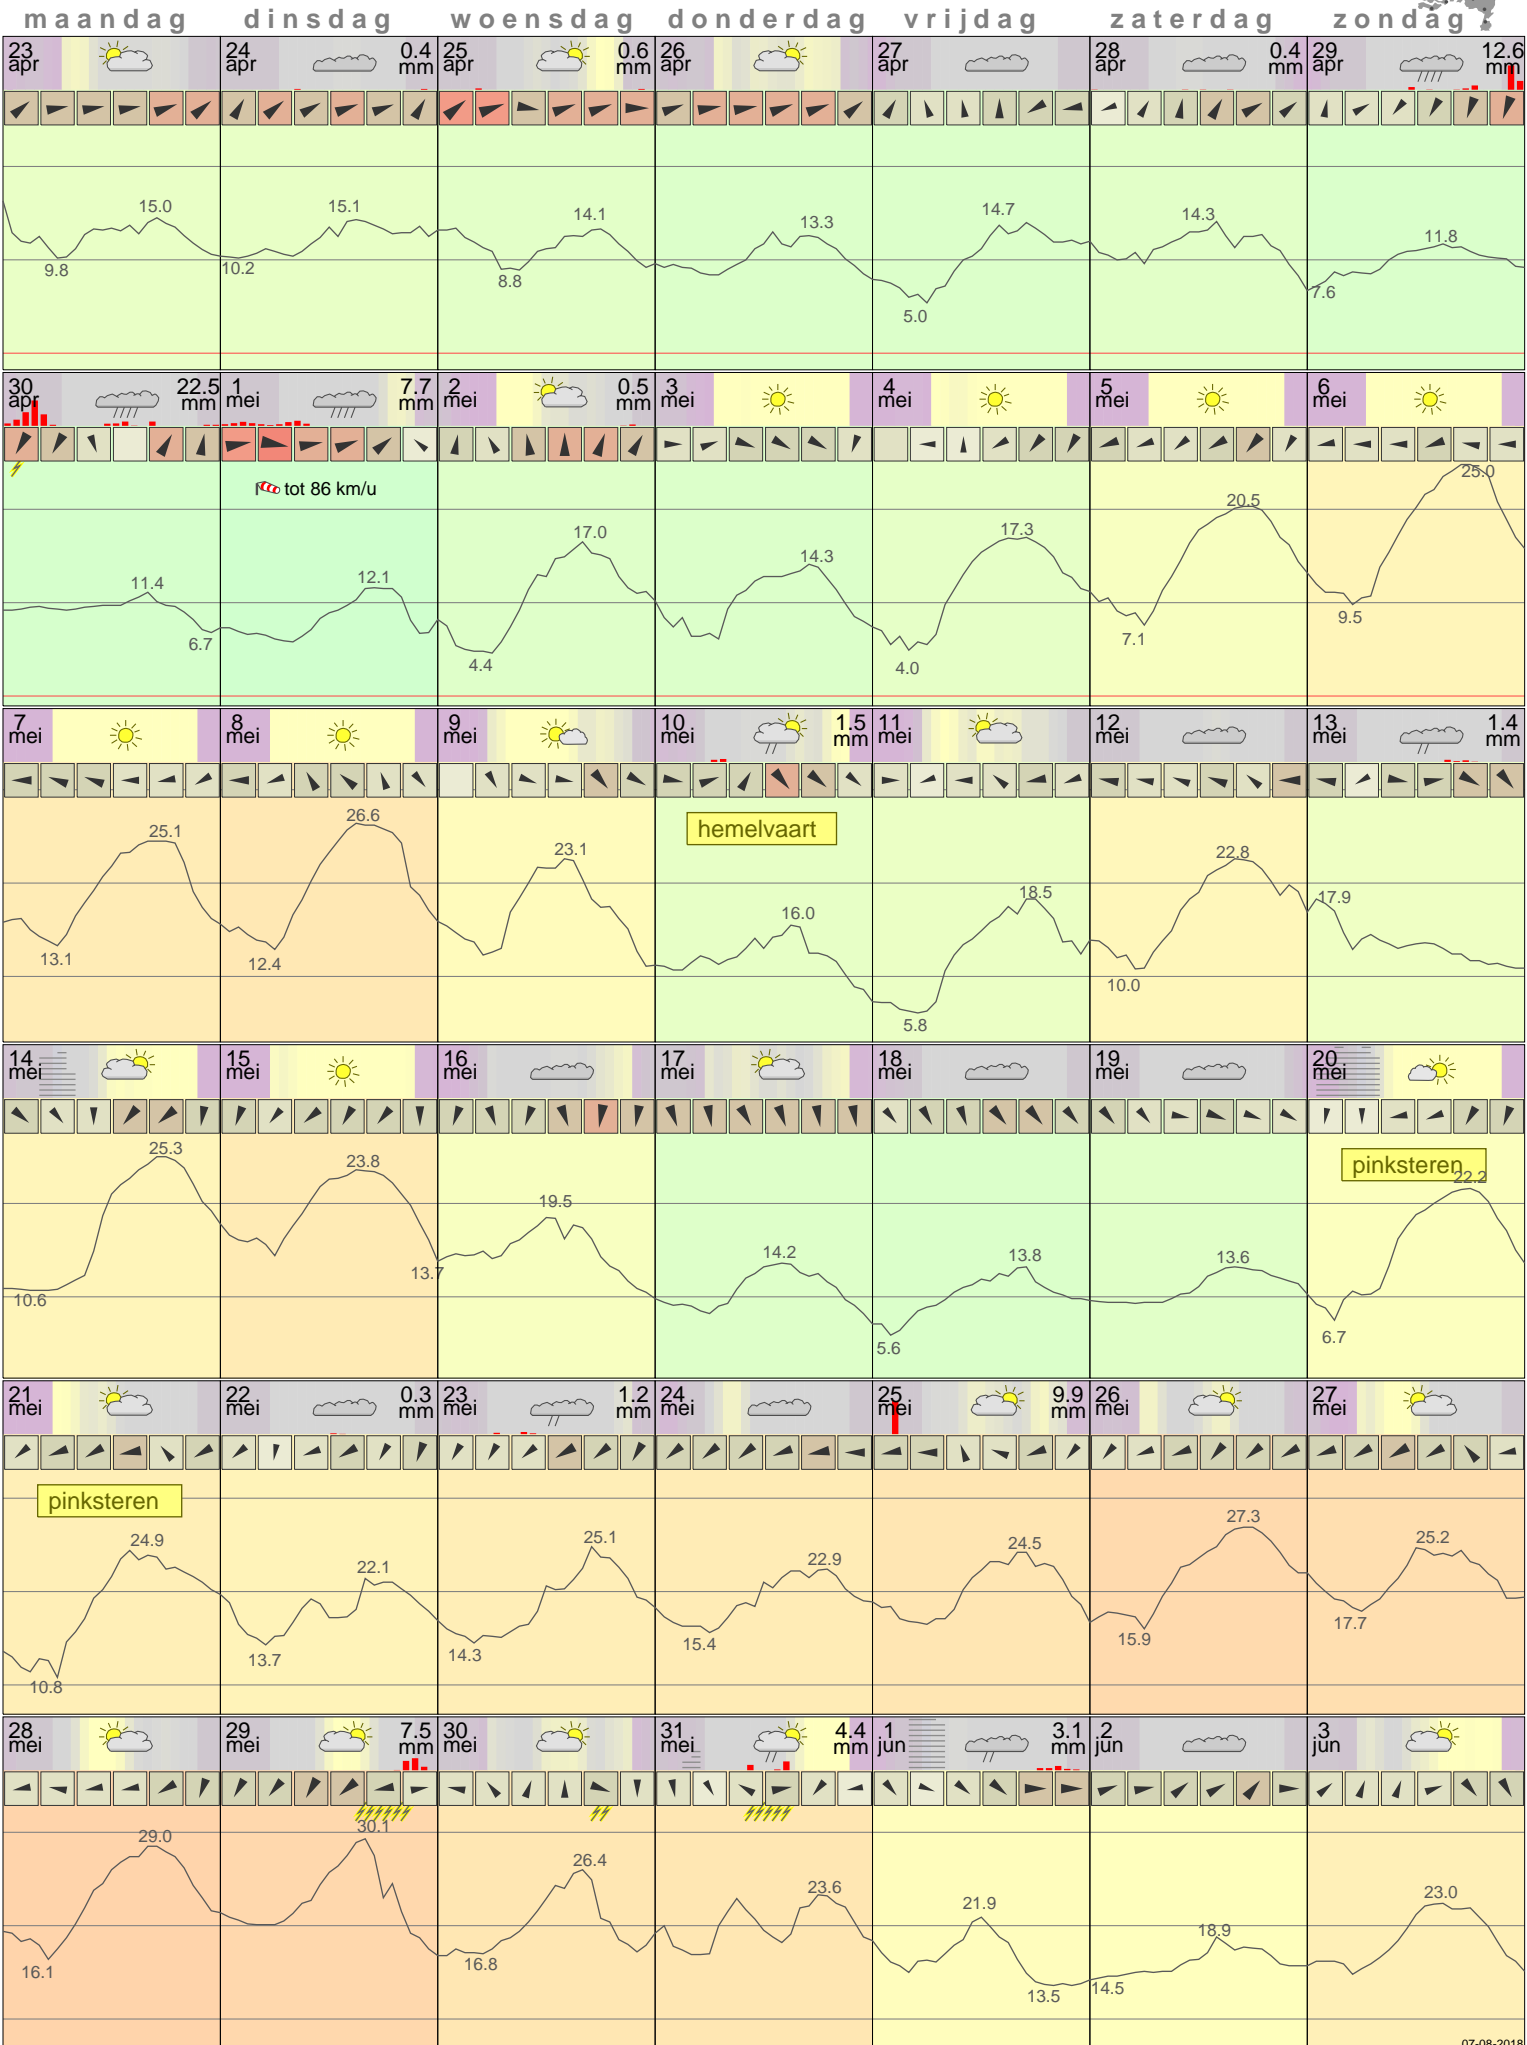 maandag dinsdag woensdag donderdag vrijdag zaterdag zondag
23 24 0.4 25 0.6 26 27 28 0.4 29 12.6
apr apr mm apr mm apr apr apr mm apr mm
15.0 15.1 14.1 13.3 14.7 14.3 11.8
9.8 10.2 8.8 5.0 7.6
30 22.5 1 7.7 2 0.5 3 4 5 6
apr mm mei mm mei mm mei mei mei mei
tot 86 km/u
11.4 12.1 17.0 14.3 17.3 20.5 25.0
6.7 4.4 4.0 7.1 9.5
7 8 9 10 1.5 11 12 13 1.4
mei mei mei mei mm mei mei mei mm
hemelvaart
25.1 26.6 23.1 16.0 18.5 22.8 17.9
13.1 12.4 5.8 10.0
14 15 16 17 18 19 20
mei mei mei mei mei mei mei
pinksteren
25.3 23.8 19.5 14.2 13.8 13.6 22.2
10.6 13.7 5.6 6.7
21 22 0.3 23 1.2 24 25 9.9 26 27
mei mei mm mei mm mei mei mm mei mei
pinksteren
24.9 22.1 25.1 22.9 24.5 27.3 25.2
10.8 13.7 14.3 15.4 15.9 17.7
28 29 7.5 30 31 4.4 1 3.1 2 3
mei mei mm mei mei mm jun mm jun jun
29.0 30.1 26.4 23.6 21.9 18.9 23.0
16.1 16.8 13.5 14.5
07-08-2018